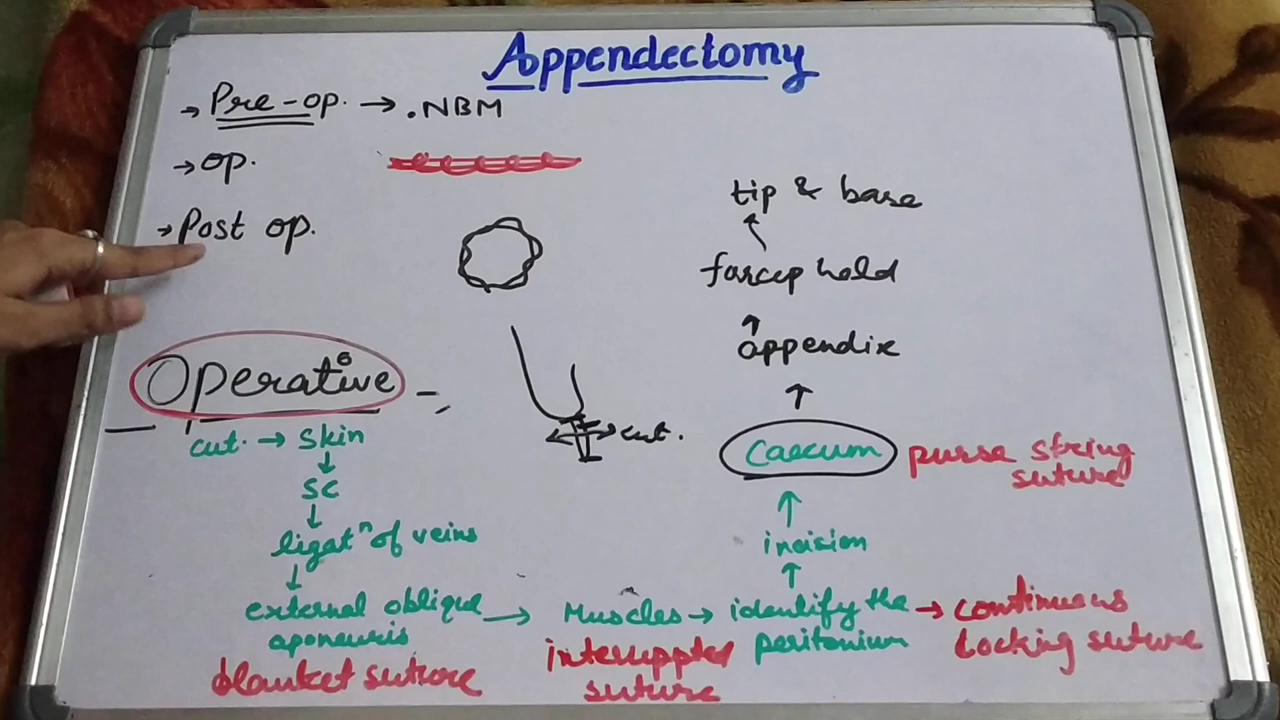 Appendectomy
→ Pre-op. → .NBM
→ op.
→ Post op.
Operative -,
cut. → skin
↓
SC
↓
ligatⁿ of veins
↓
external oblique
aponeuris
blanket suture
→ Muscles
interrupted
suture
→ identify the
peritonium
→ continuous
locking suture
↑
incision
↑
Caecum
purse string
suture
↑
appendix
↑
forcep hold
↑
tip & base
→ cut.